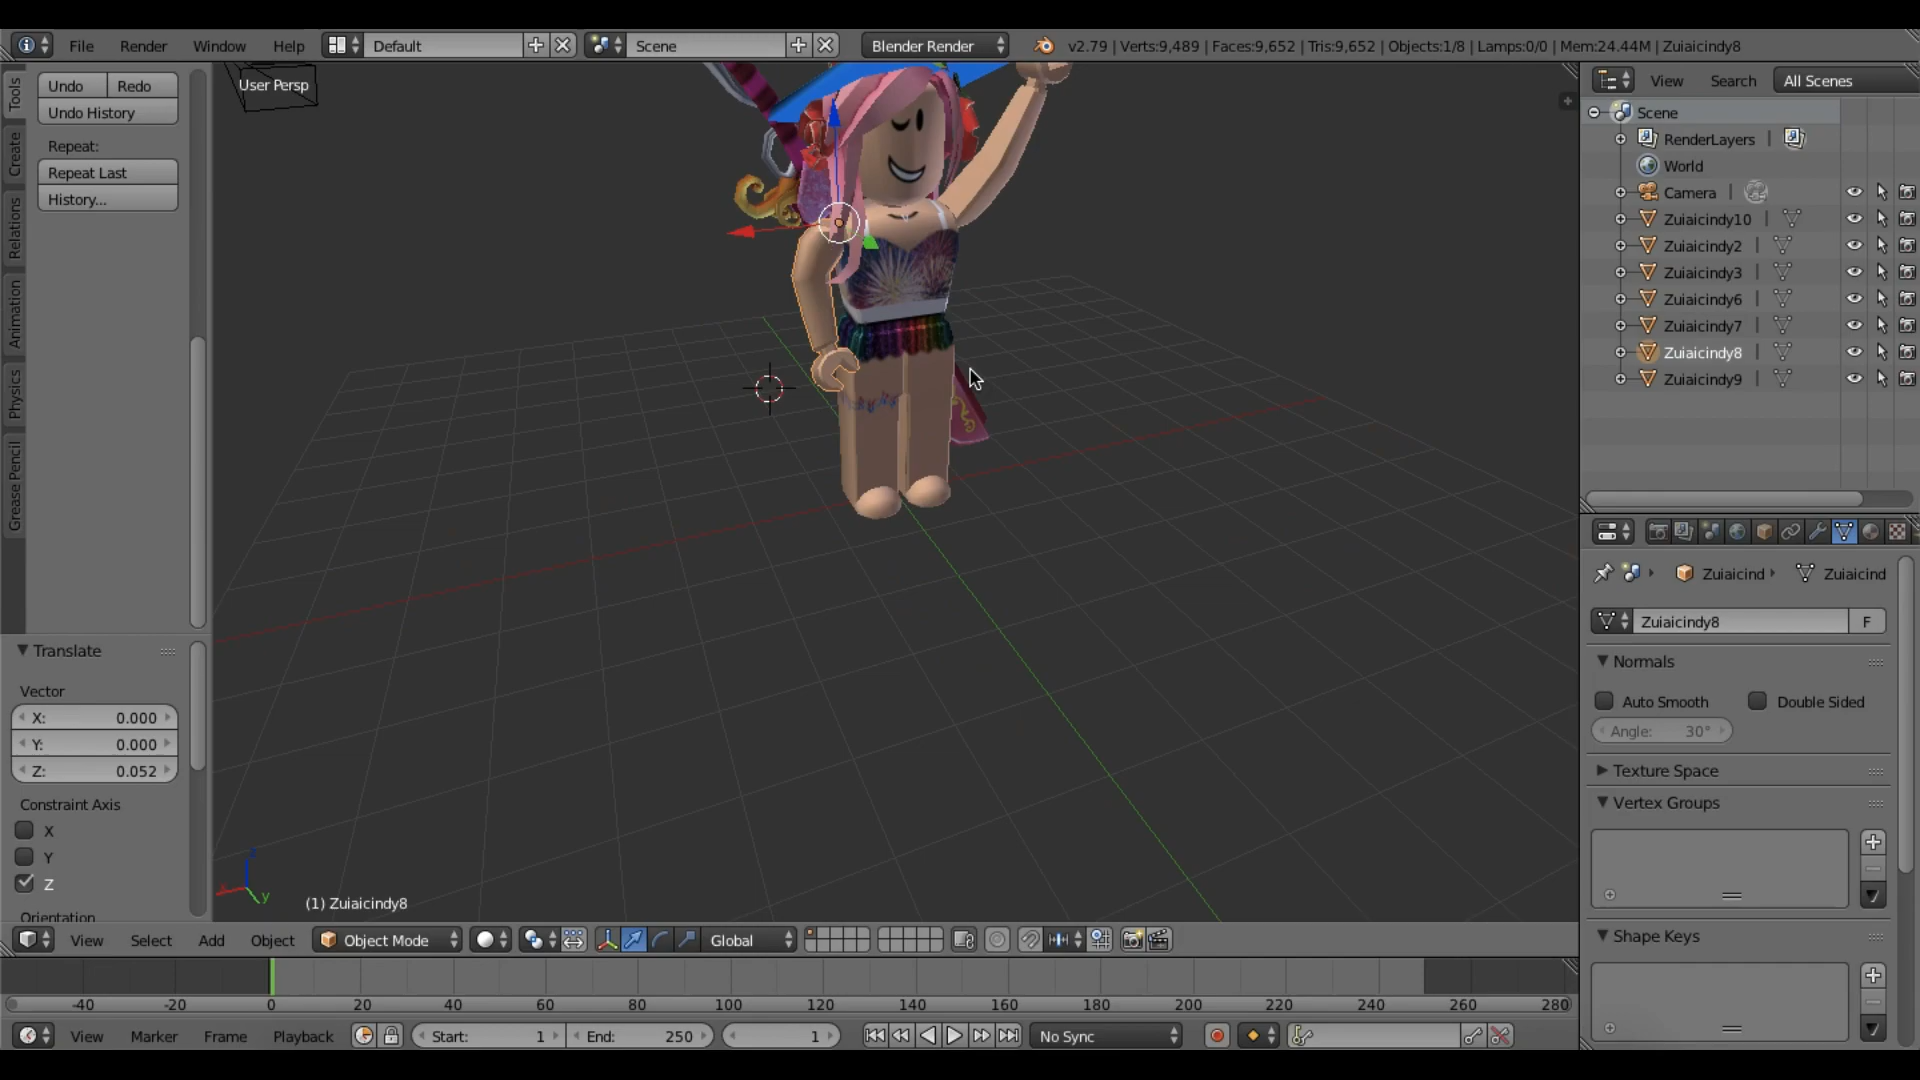 File Render Window Help Default Scene Blender Render v2.79 | Verts:9,489 | Faces:9,652 | Tris:9,652 | Objects:1/8 | Lamps:0/0 | Mem:24.44M | Zuiaicindy8
Tools
Create
Relations
Animation
Physics
Grease Pencil
Undo Redo
Undo History
Repeat:
Repeat Last
History...
Translate
Vector
X: 0.000
Y: 0.000
Z: 0.052
Constraint Axis
X
Y
Z
Orientation
User Persp
z
y
(1) Zuiaicindy8
View Search All Scenes
Scene
RenderLayers |
World
Camera |
Zuiaicindy10 |
Zuiaicindy2 |
Zuiaicindy3 |
Zuiaicindy6 |
Zuiaicindy7 |
Zuiaicindy8 |
Zuiaicindy9 |
Zuiaicind Zuiaicind
Zuiaicindy8 F
Normals
Auto Smooth Double Sided
Angle: 30°
Texture Space
Vertex Groups
Shape Keys
View Select Add Object Object Mode Global
-40 -20 0 20 40 60 80 100 120 140 160 180 200 220 240 260 280
View Marker Frame Playback Start: 1 End: 250 1 No Sync